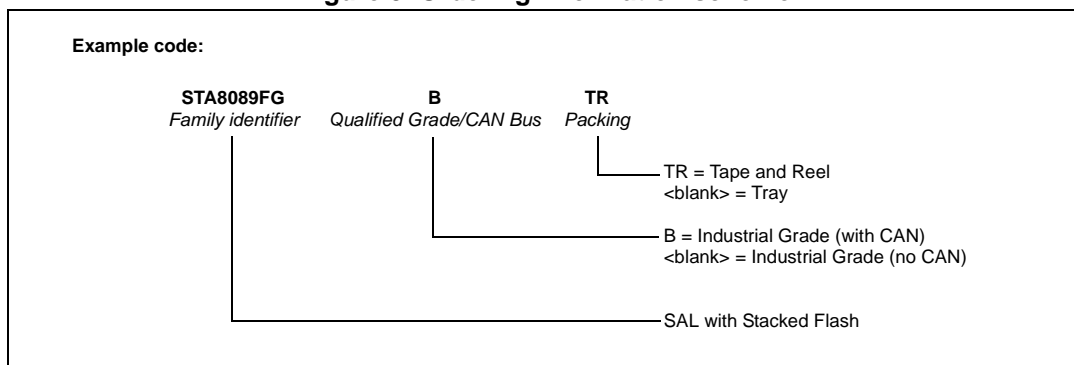 Example code:
STA8089FG B TR
Family identifier Qualified Grade/CAN Bus Packing
TR = Tape and Reel
<blank> = Tray
B = Industrial Grade (with CAN)
<blank> = Industrial Grade (no CAN)
SAL with Stacked Flash